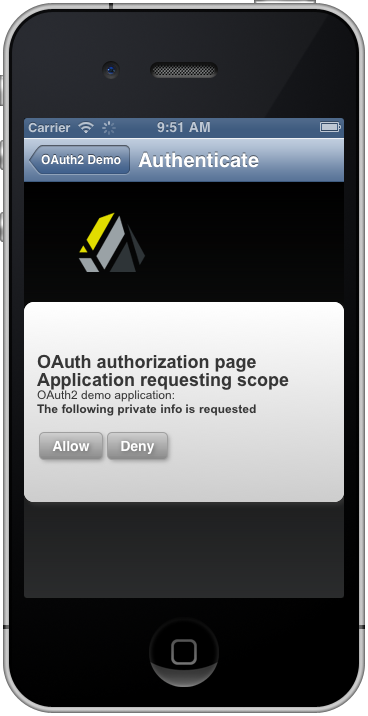 Carrier 9:51 AM
OAuth2 Demo Authenticate
OAuth authorization page
Application requesting scope
OAuth2 demo application:
The following private info is requested
Allow Deny